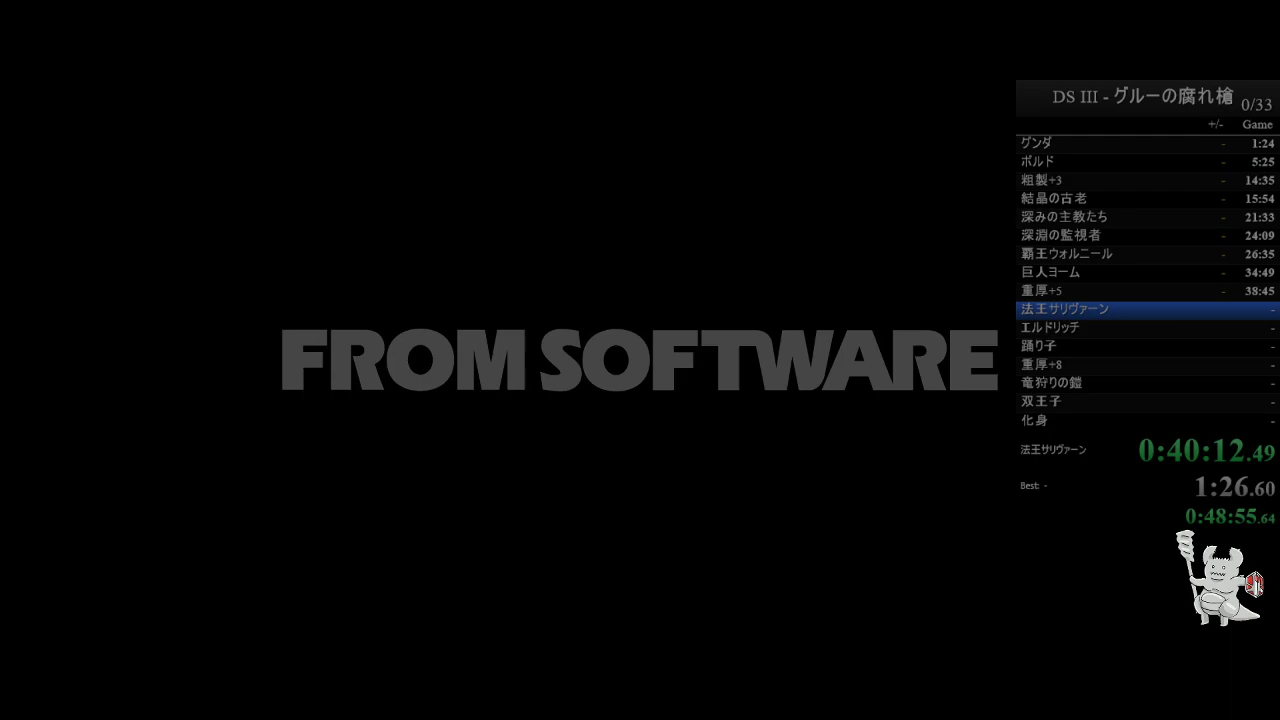 FROM SOFTWARE
DS III - グルーの腐れ槍 0/33
+/- Game
グンダ - 1:24
ボルド - 5:25
粗製+3 - 14:35
結晶の古老 - 15:54
深みの主教たち - 21:33
深淵の監視者 - 24:09
覇王ウォルニール - 26:35
巨人ヨーム - 34:49
重厚+5 - 38:45
法王サリヴァーン -
エルドリッチ -
踊り子 -
重厚+8 -
竜狩りの鎧 -
双王子 -
化身 -
法王サリヴァーン 0:40:12.49
Best: - 1:26.60
0:48:55.64